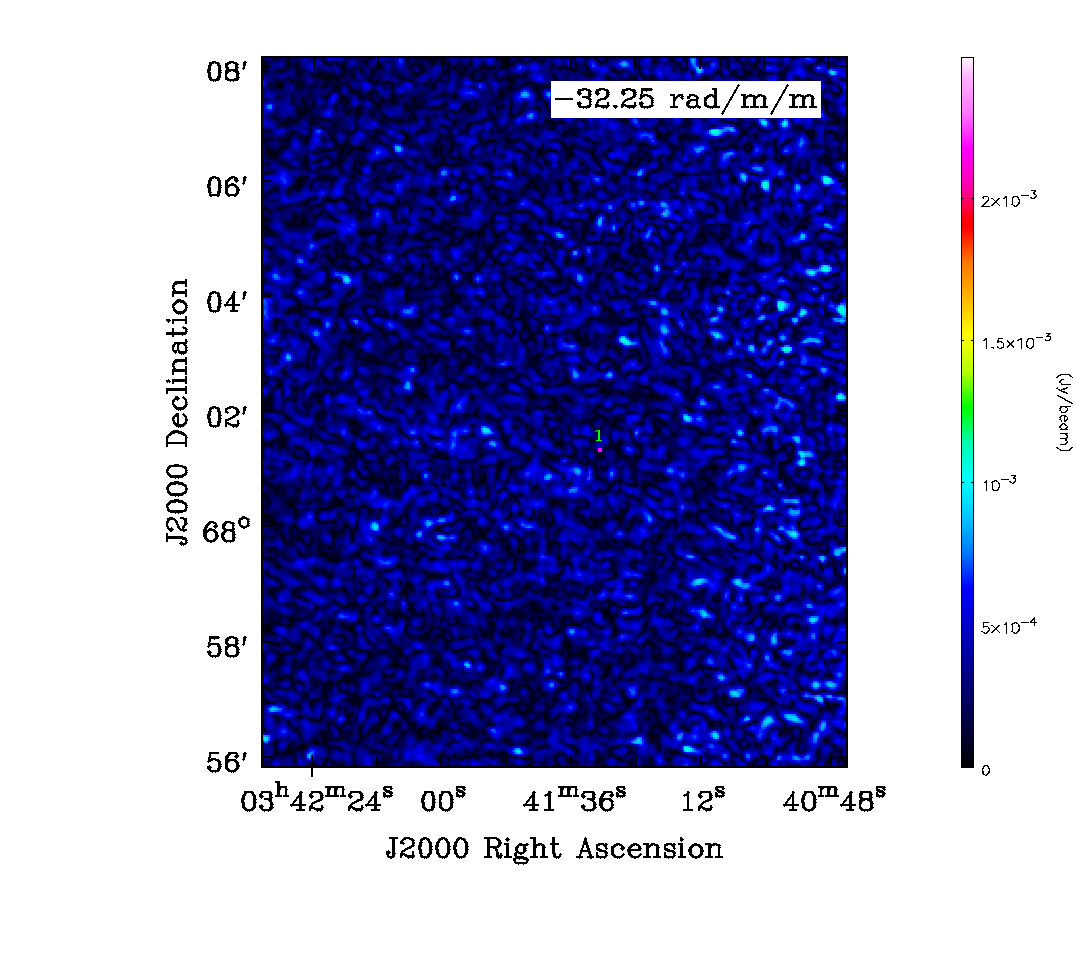 −32.25 rad/m/m
08'
06'
04'
02'
68°
58'
56'
J2000 Declination
1
03ʰ42ᵐ24ˢ 00ˢ 41ᵐ36ˢ 12ˢ 40ᵐ48ˢ
J2000 Right Ascension
2×10⁻³
1.5×10⁻³
10⁻³
5×10⁻⁴
0
(Jy/beam)